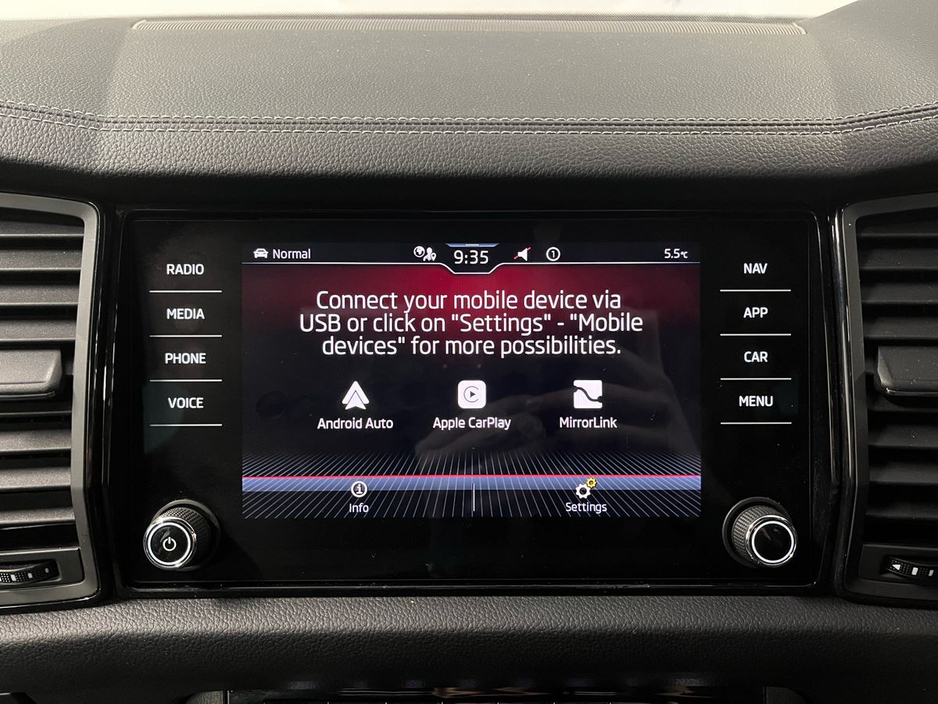 Normal
9:35
1
5.5°C
RADIO
MEDIA
PHONE
VOICE
Connect your mobile device via
USB or click on "Settings" - "Mobile
devices" for more possibilities.
Android Auto
Apple CarPlay
MirrorLink
Info
Settings
NAV
APP
CAR
MENU